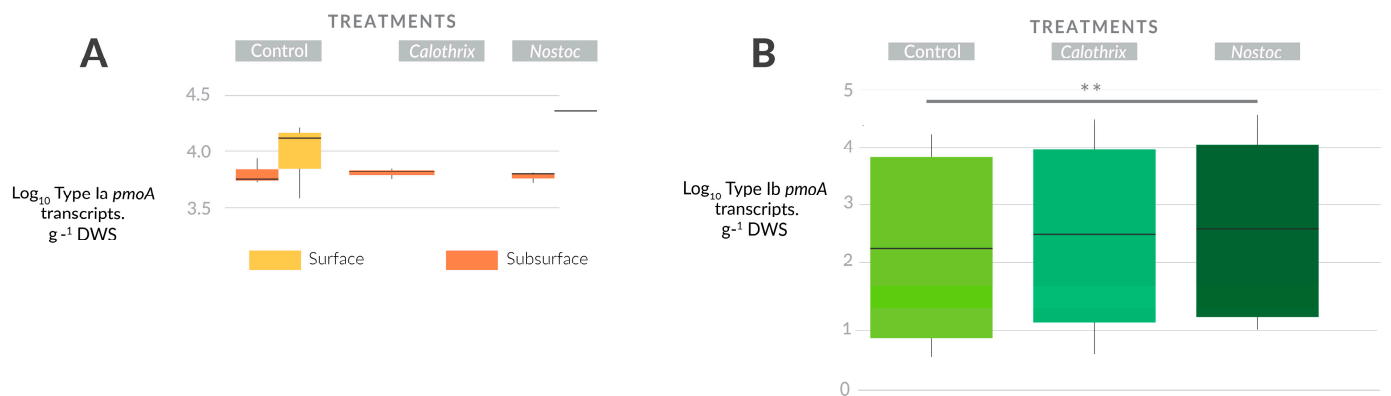 A
TREATMENTS
Control Calothrix Nostoc
4.5
4.0
3.5
Log10 Type Ia pmoA
transcripts.
g-1 DWS
Surface Subsurface
B
TREATMENTS
Control Calothrix Nostoc
**
5
4
3
2
1
0
Log10 Type Ib pmoA
transcripts.
g-1 DWS